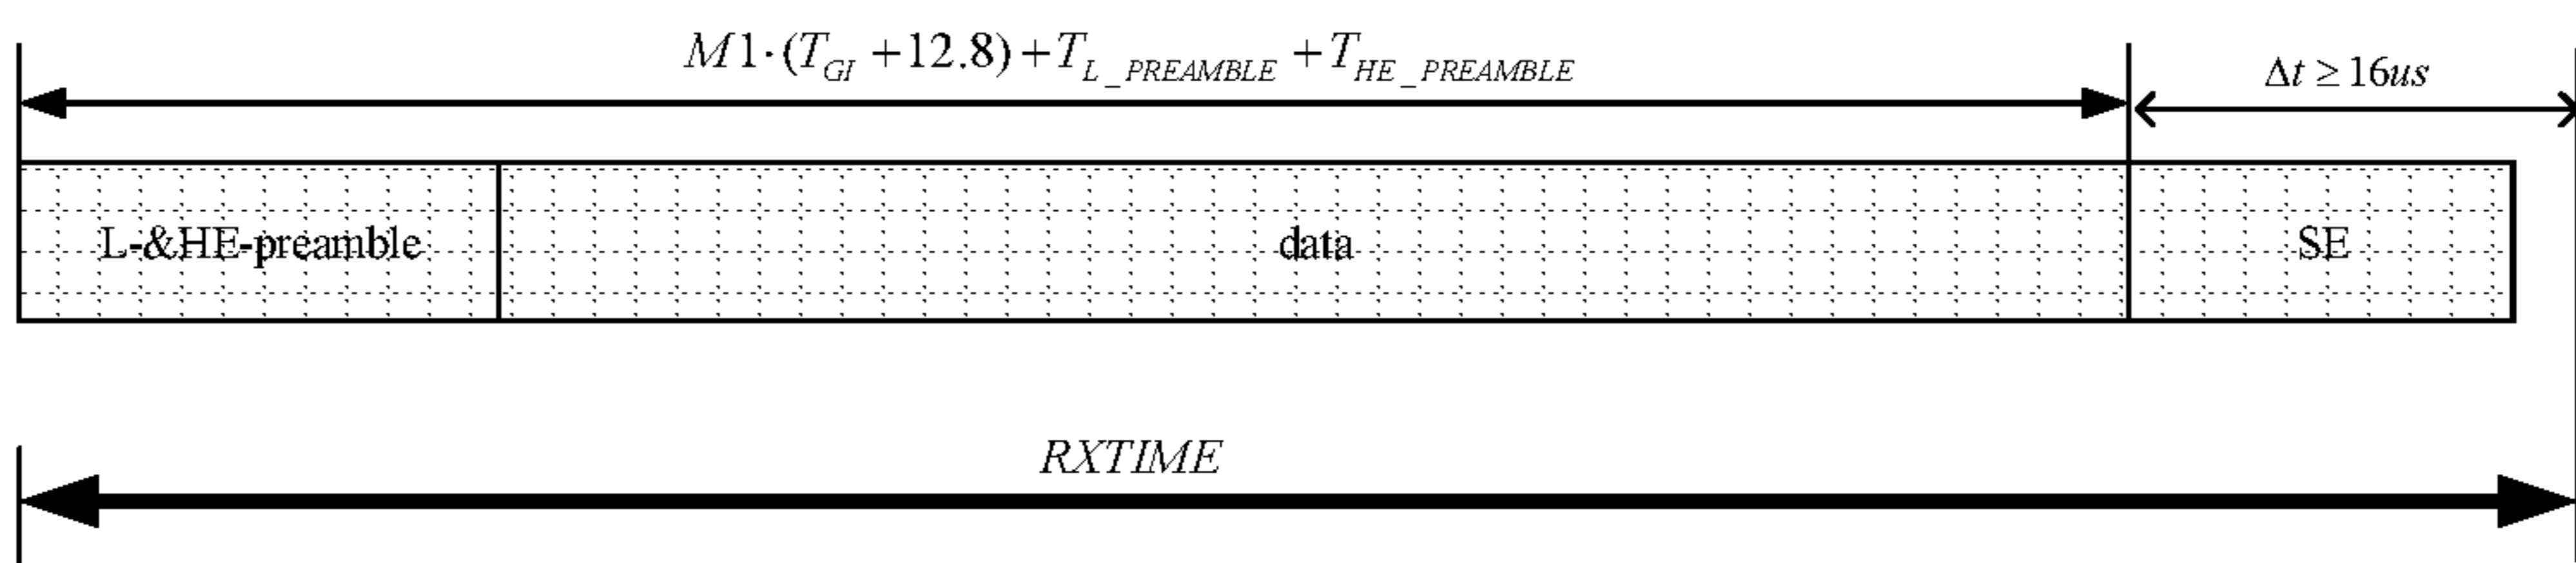 M1·(T_GI +12.8)+T_L_PREAMBLE +T_HE_PREAMBLE
Δt ≥ 16us
L-&HE-preamble
data
SE
RXTIME